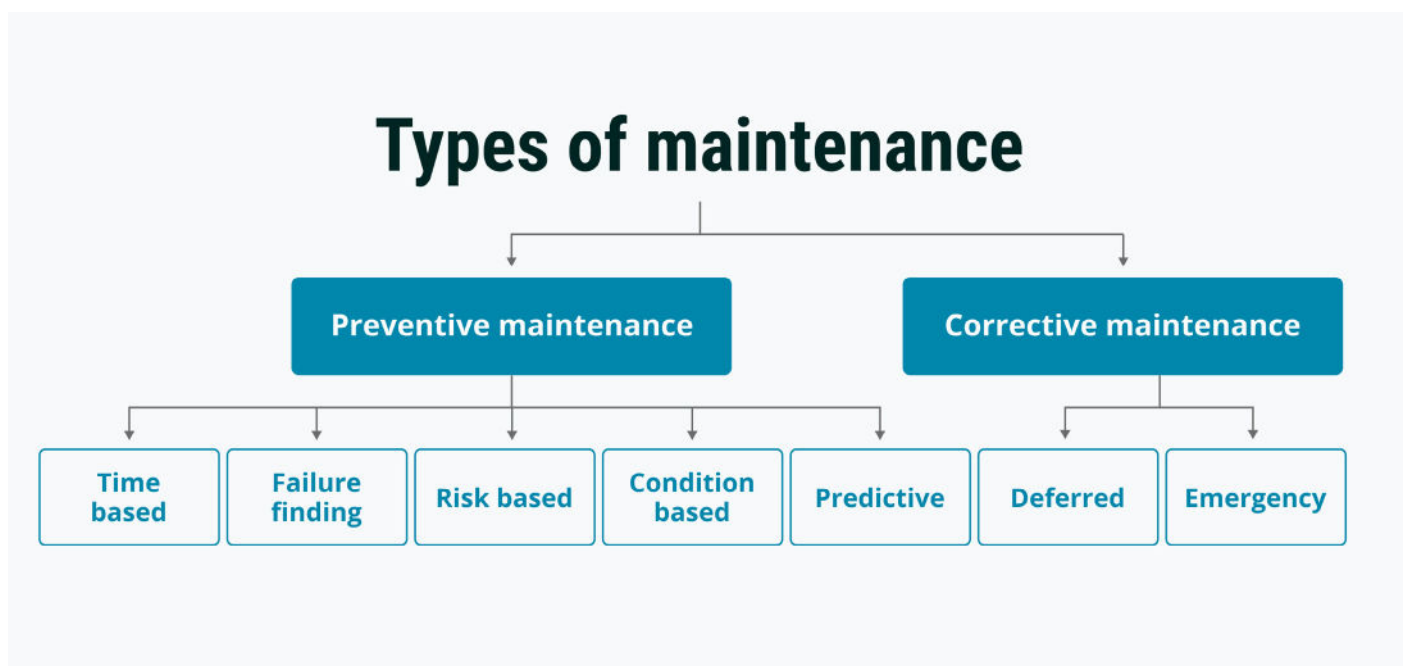 Types of maintenance
Preventive maintenance
Corrective maintenance
Time
based
Failure
finding
Risk based
Condition
based
Predictive
Deferred
Emergency